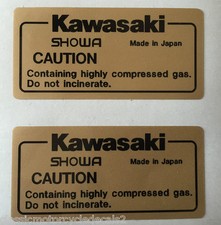 Kawasaki
SHOWA Made in Japan
CAUTION
Containing highly compressed gas.
Do not incinerate.
Kawasaki
SHOWA Made in Japan
CAUTION
Containing highly compressed gas.
Do not incinerate.